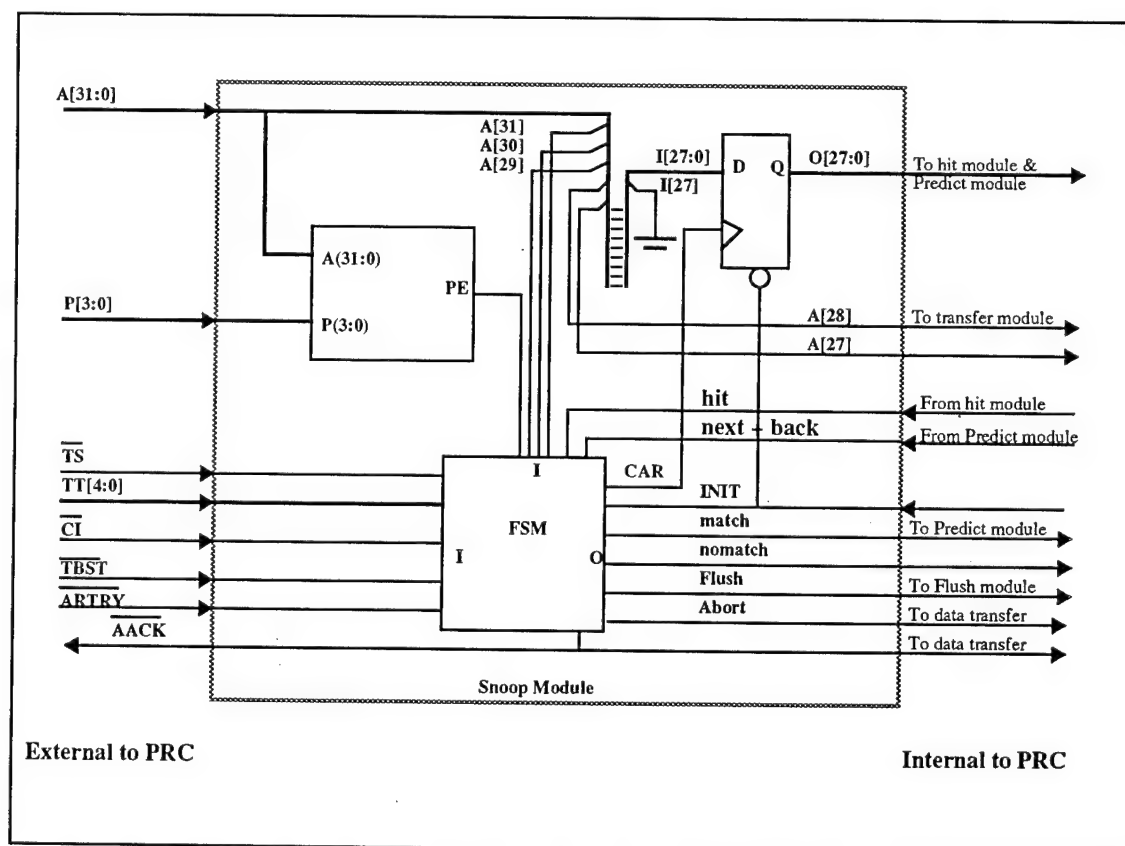 A[31:0]
A[31]
A[30]
A[29]
I[27:0]
I[27]
D
Q
O[27:0]
To hit module &
Predict module
A(31:0)
PE
P(3:0)
P[3:0]
A[28]
To transfer module
A[27]
hit
From hit module
next + back
From Predict module
TS
I
CAR
TT[4:0]
INIT
FSM
match
To Predict module
CI
I
O
nomatch
TBST
Flush
To Flush module
ARTRY
Abort
To data transfer
AACK
To data transfer
Snoop Module
External to PRC
Internal to PRC